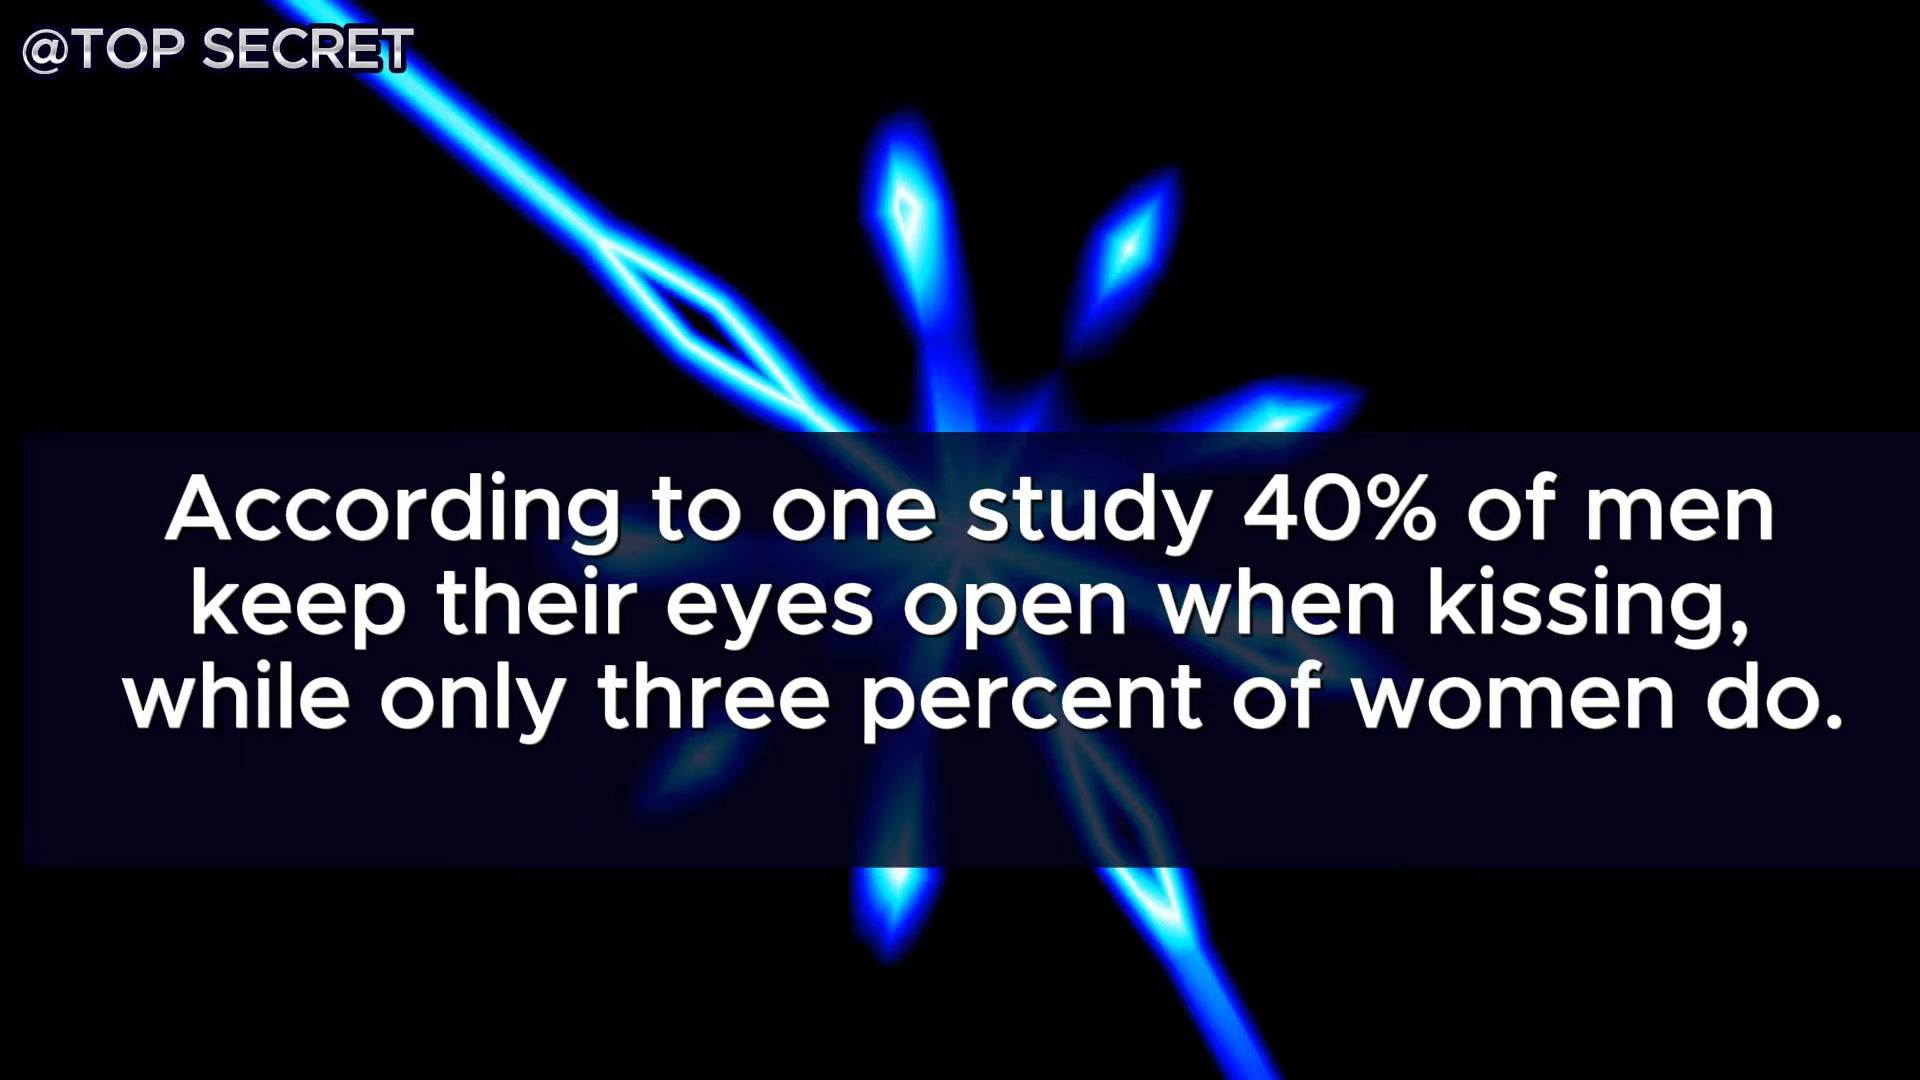 @TOP SECRET
According to one study 40% of men
keep their eyes open when kissing,
while only three percent of women do.